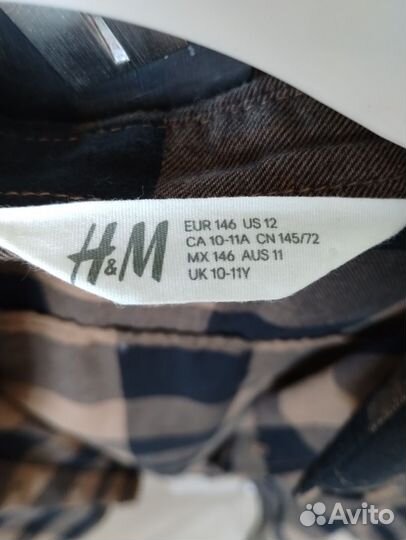 H&M
EUR 146 US 12
CA 10-11A CN 145/72
MX 146 AUS 11
UK 10-11Y
Avito